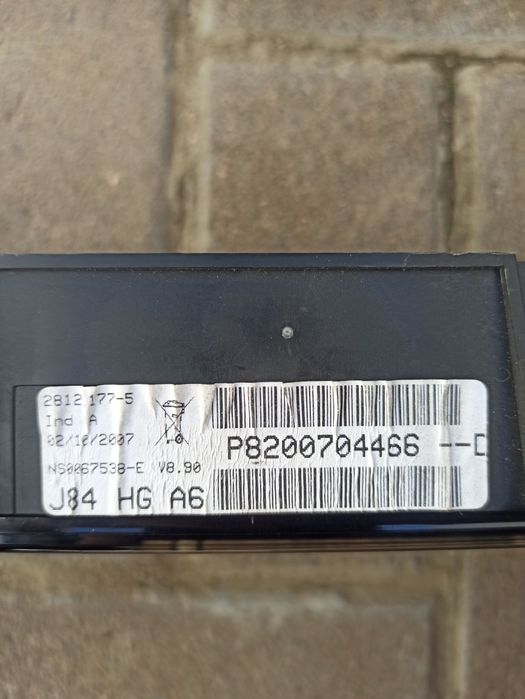 2812 177-5
Ind A
02/10/2007
NS0067538-E V8.90
J84 HG A6
P8200704466 --D